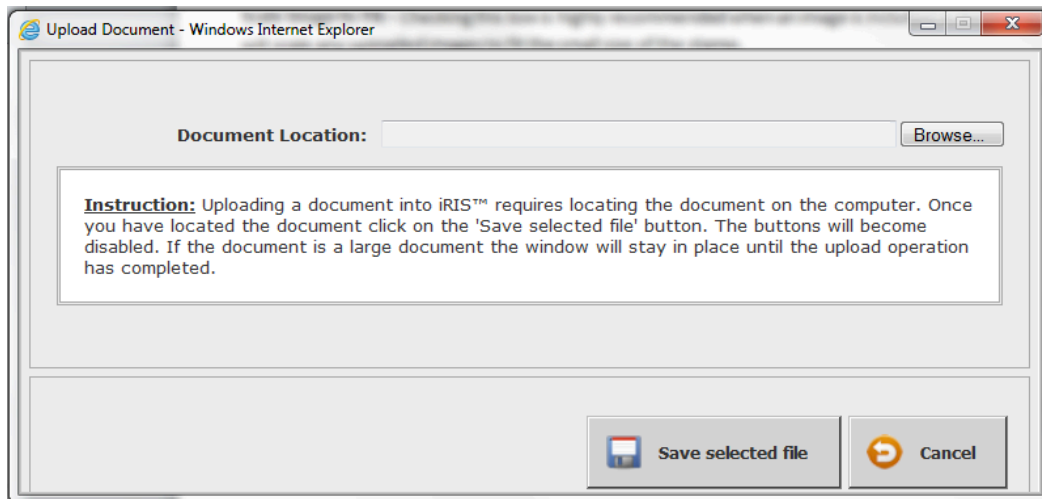 Upload Document - Windows Internet Explorer
Document Location:
Browse...
Instruction: Uploading a document into iRIS™ requires locating the document on the computer. Once
you have located the document click on the 'Save selected file' button. The buttons will become
disabled. If the document is a large document the window will stay in place until the upload operation
has completed.
Save selected file
Cancel